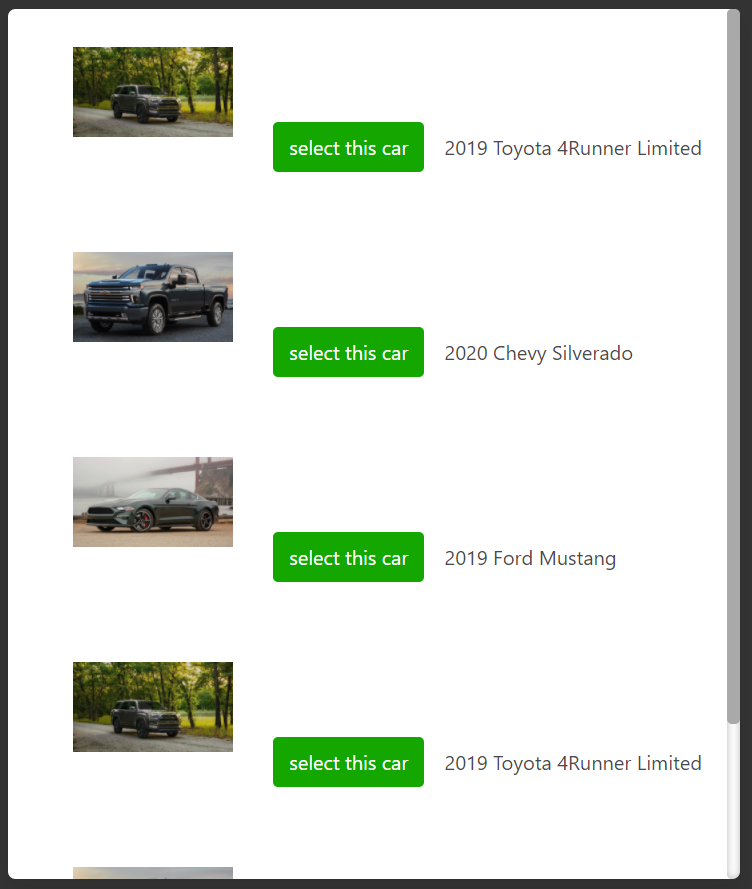 select this car 2019 Toyota 4Runner Limited
select this car 2020 Chevy Silverado
select this car 2019 Ford Mustang
select this car 2019 Toyota 4Runner Limited